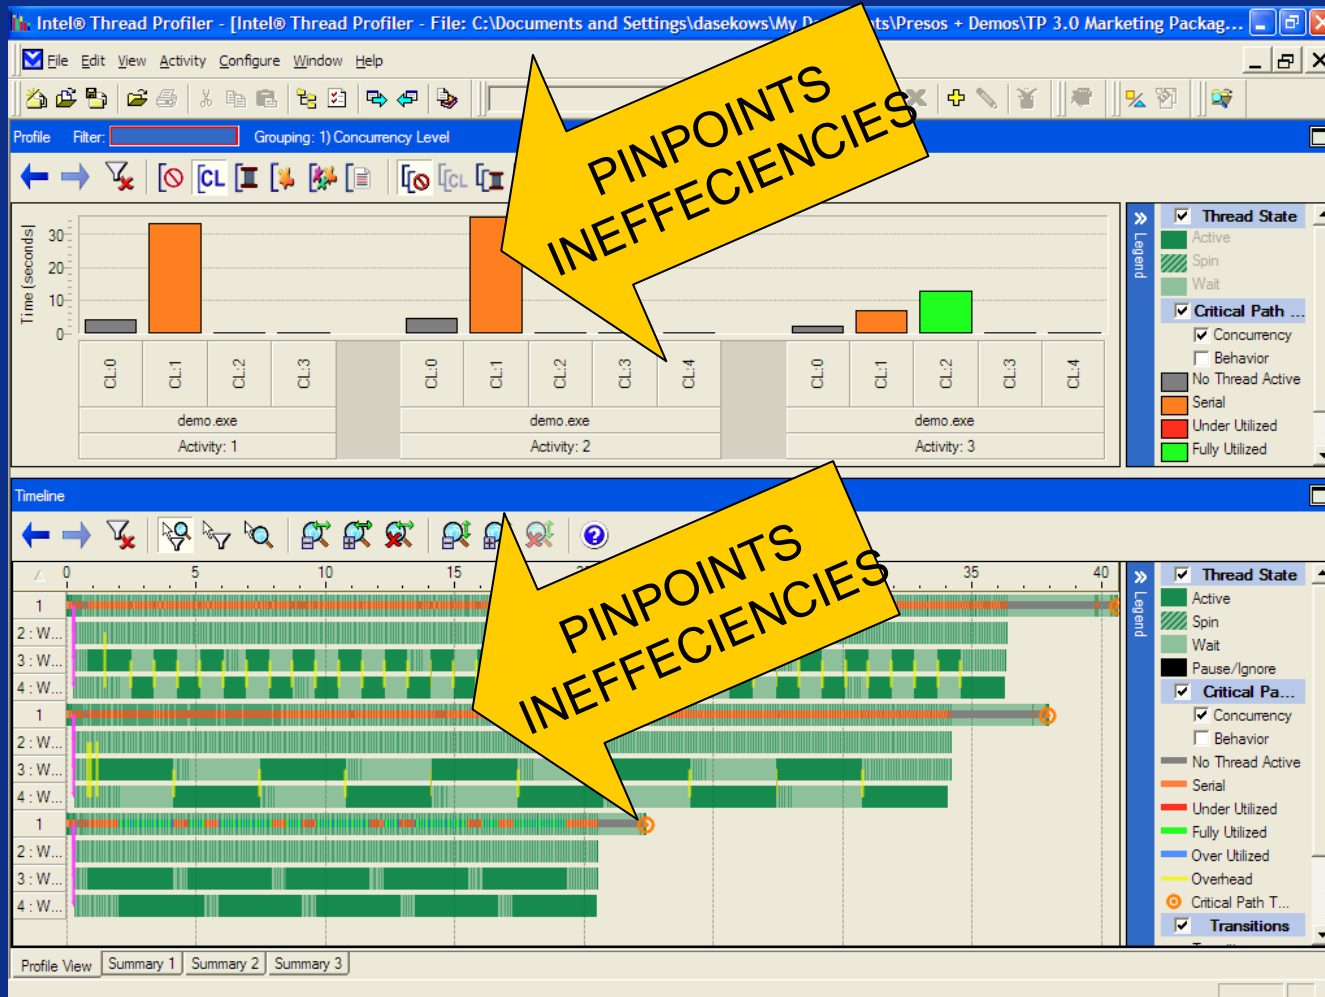 Intel® Thread Profiler - [Intel® Thread Profiler - File: C:\Documents and Settings\dasekows\My Do nts\Presos + Demos\TP 3.0 Marketing Packag...
File Edit View Activity Configure Window Help
PINPOINTS
INEFFECIENCIES
Profile Filter: Grouping: 1) Concurrency Level
CL CL
Time (seconds)
30
20
10
0
CL:0 CL:1 CL:2 CL:3 CL:0 CL:1 CL:2 CL:3 CL:4 CL:0 CL:1 CL:2 CL:3 CL:4
demo.exe demo.exe demo.exe
Activity: 1 Activity: 2 Activity: 3
Legend
Thread State
Active
Spin
Wait
Critical Path ...
Concurrency
Behavior
No Thread Active
Serial
Under Utilized
Fully Utilized
Timeline
PINPOINTS
INEFFECIENCIES
0 5 10 15 35 40
1
2 : W...
3 : W...
4 : W...
1
2 : W...
3 : W...
4 : W...
1
2 : W...
3 : W...
4 : W...
Legend
Thread State
Active
Spin
Wait
Pause/Ignore
Critical Pa...
Concurrency
Behavior
No Thread Active
Serial
Under Utilized
Fully Utilized
Over Utilized
Overhead
Critical Path T...
Transitions
Profile View Summary 1 Summary 2 Summary 3